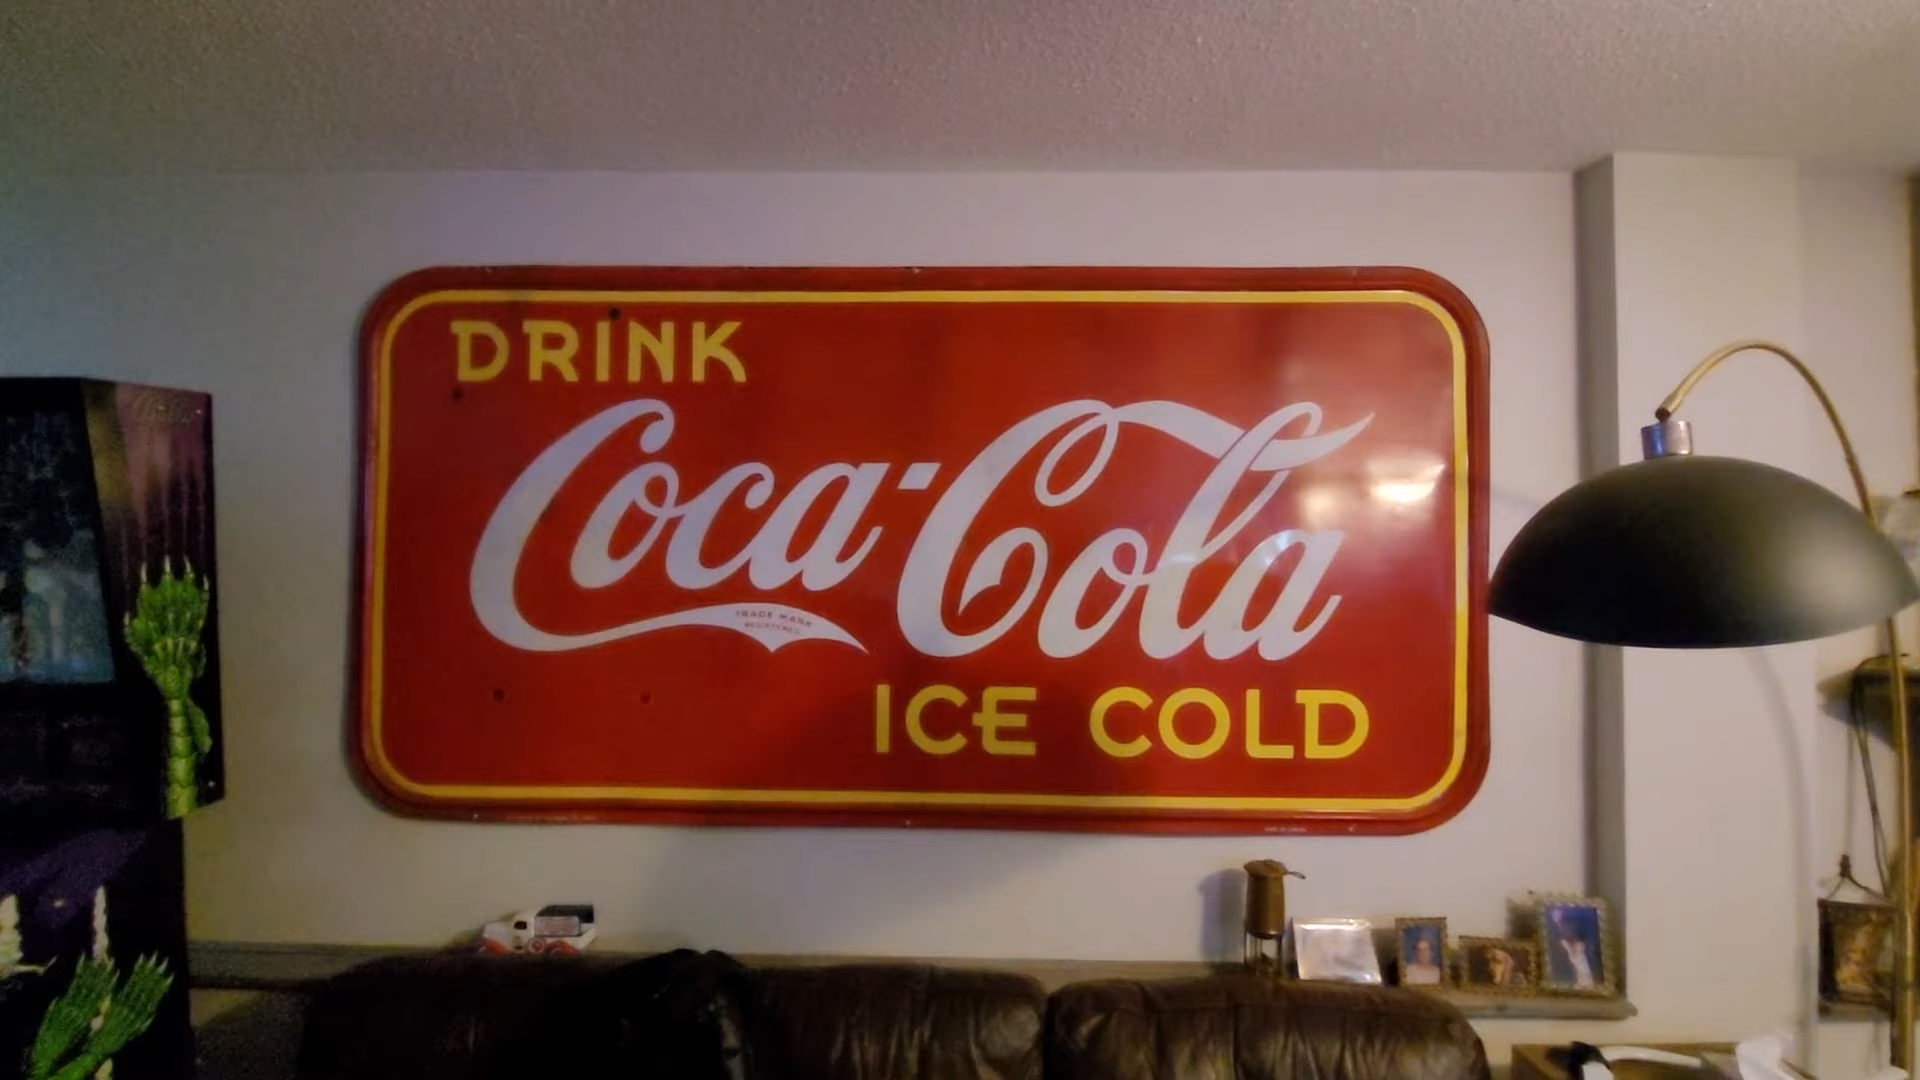 DRINK
Coca-Cola
TRADE MARK
REGISTERED
ICE COLD